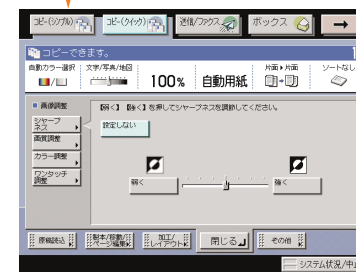 コピー(シンプル)
コピー(クイック)
送信/ファクス
ボックス
コピーできます。
1
自動カラー選択
文字/写真/地図
100%
自動用紙
片面▶片面
ソートなし
画像調整
【弱く】【強く】を押してシャープネスを調節してください。
シャープ
ネス
画質調整
カラー調整
ワンタッチ
調整
設定しない
弱く
強く
原稿読込
製本/移動/
ページ編集
加工/
レイアウト
閉じる
その他
システム状況/中止